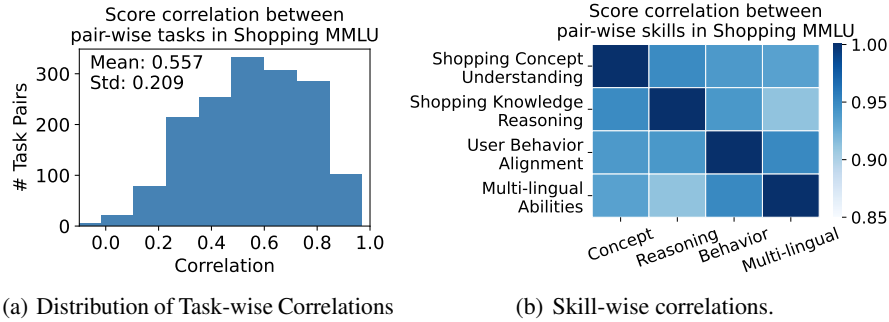 Score correlation between
pair-wise tasks in Shopping MMLU
Mean: 0.557
Std: 0.209
# Task Pairs
300
200
100
0
0.0 0.2 0.4 0.6 0.8 1.0
Correlation
(a) Distribution of Task-wise Correlations
Score correlation between
pair-wise skills in Shopping MMLU
Shopping Concept
Understanding
Shopping Knowledge
Reasoning
User Behavior
Alignment
Multi-lingual
Abilities
Concept Reasoning Behavior Multi-lingual
1.00
0.95
0.90
0.85
(b) Skill-wise correlations.